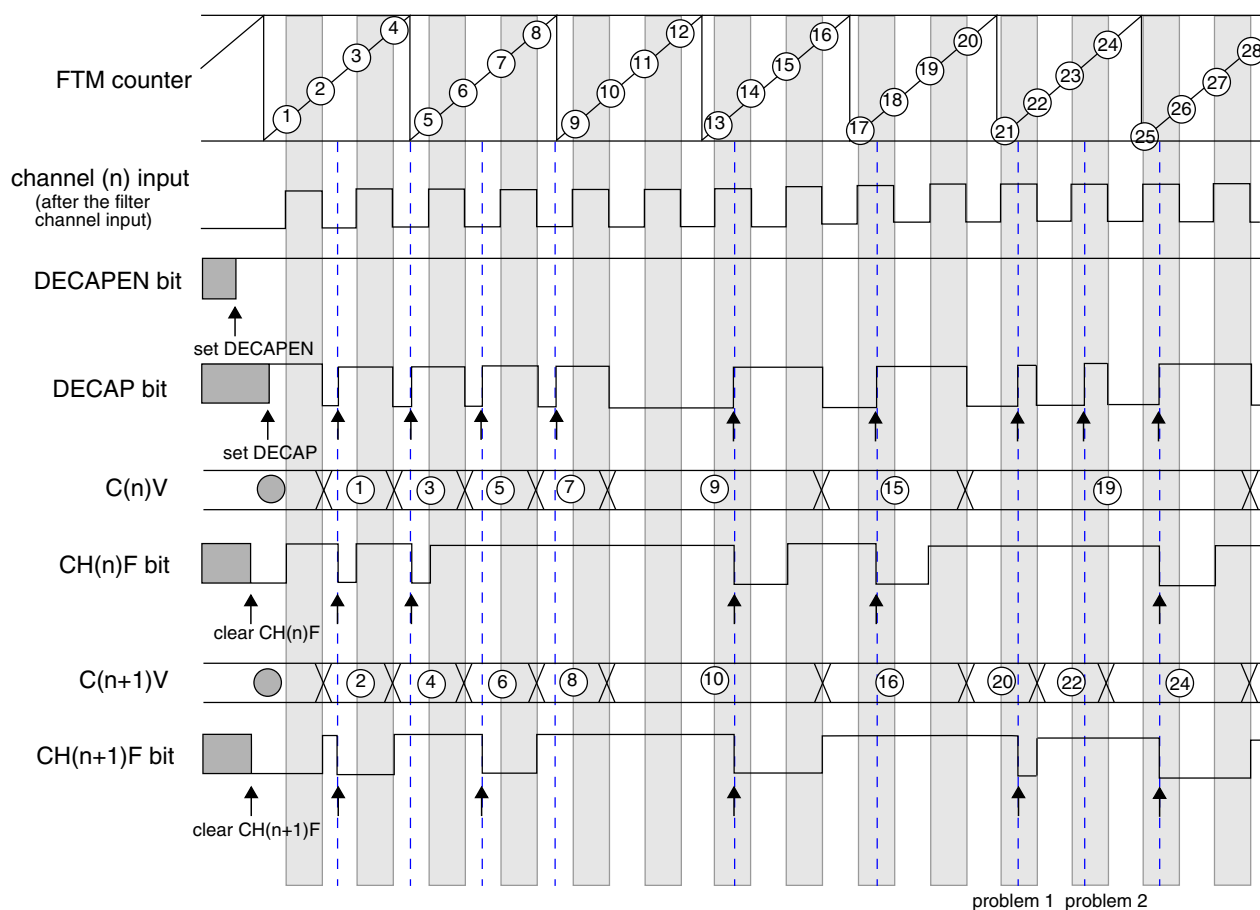 FTM counter
1 2 3 4 5 6 7 8 9 10 11 12 13 14 15 16 17 18 19 20 21 22 23 24 25 26 27 28
channel (n) input
(after the filter
channel input)
DECAPEN bit
set DECAPEN
DECAP bit
set DECAP
C(n)V
1 3 5 7 9 15 19
CH(n)F bit
clear CH(n)F
C(n+1)V
2 4 6 8 10 16 20 22 24
CH(n+1)F bit
clear CH(n+1)F
problem 1 problem 2